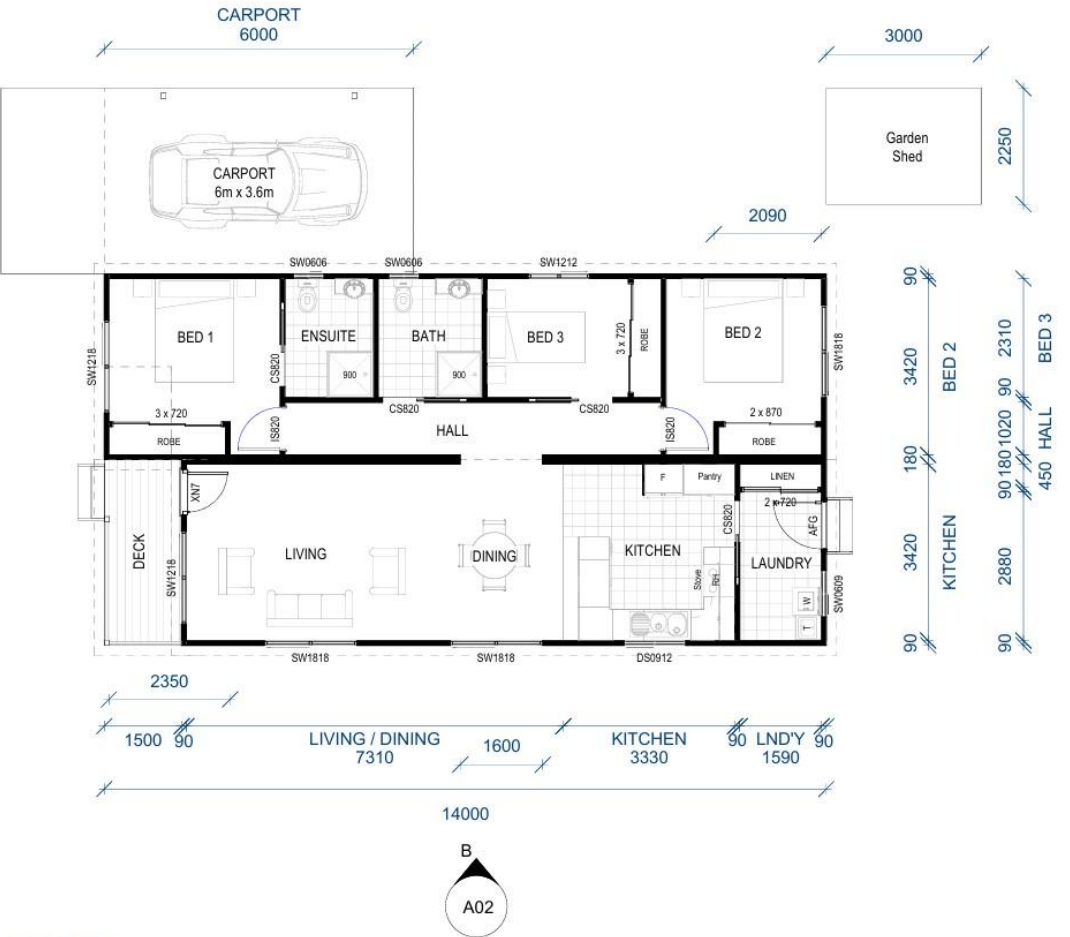 CARPORT
6000
3000
CARPORT
6m x 3.6m
Garden
Shed
2250
2090
SW0606
SW0606
SW1212
90
BED 1
ENSUITE
BATH
BED 3
3 x 720
ROBE
BED 2
SW1218
CS820
900
900
SW1818
3420
BED 2
2310
BED 3
90
3 x 720
ROBE
IS820
CS820
HALL
CS820
IS820
2 x 870
ROBE
1020
HALL
180
180
450
90
XN7
F
Pantry
LINEN
2 x 720
CS820
AFG
DECK
SW1218
LIVING
DINING
KITCHEN
Stove
RH
LAUNDRY
W
T
SW0609
3420
KITCHEN
2880
90
90
SW1818
SW1818
DS0912
2350
1500
90
LIVING / DINING
7310
1600
KITCHEN
3330
90
LND'Y
1590
90
14000
B
A02